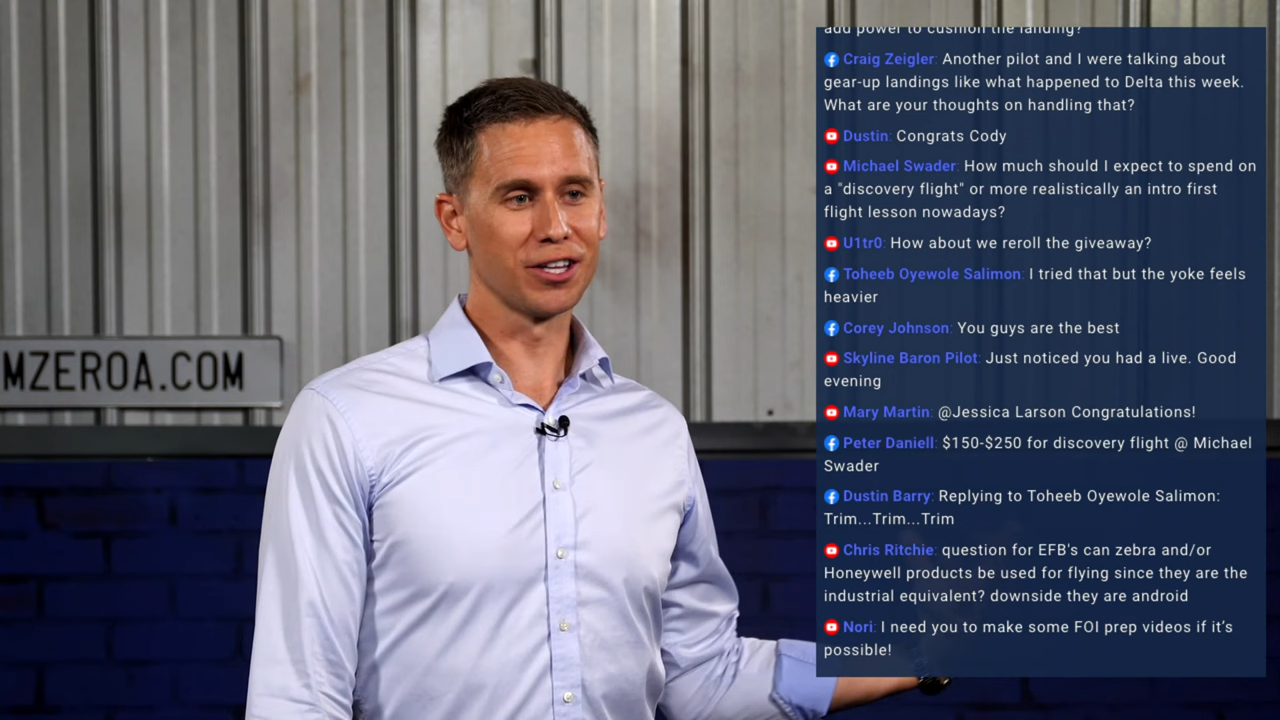 MZEROA.COM
add power to cushion the landing?
Craig Zeigler: Another pilot and I were talking about
gear-up landings like what happened to Delta this week.
What are your thoughts on handling that?
Dustin: Congrats Cody
Michael Swader: How much should I expect to spend on
a "discovery flight" or more realistically an intro first
flight lesson nowadays?
U1tr0: How about we reroll the giveaway?
Toheeb Oyewole Salimon: I tried that but the yoke feels
heavier
Corey Johnson: You guys are the best
Skyline Baron Pilot: Just noticed you had a live. Good
evening
Mary Martin: @Jessica Larson Congratulations!
Peter Daniell: $150-$250 for discovery flight @ Michael
Swader
Dustin Barry: Replying to Toheeb Oyewole Salimon:
Trim...Trim...Trim
Chris Ritchie: question for EFB's can zebra and/or
Honeywell products be used for flying since they are the
industrial equivalent? downside they are android
Nori: I need you to make some FOI prep videos if it’s
possible!